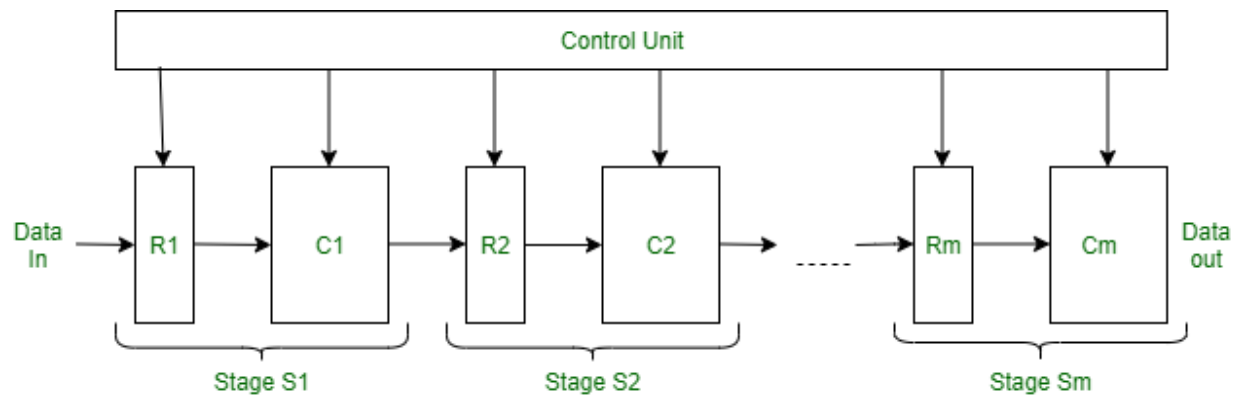 Control Unit
Data
In
R1
C1
R2
C2
-----
Rm
Cm
Data
out
Stage S1
Stage S2
Stage Sm